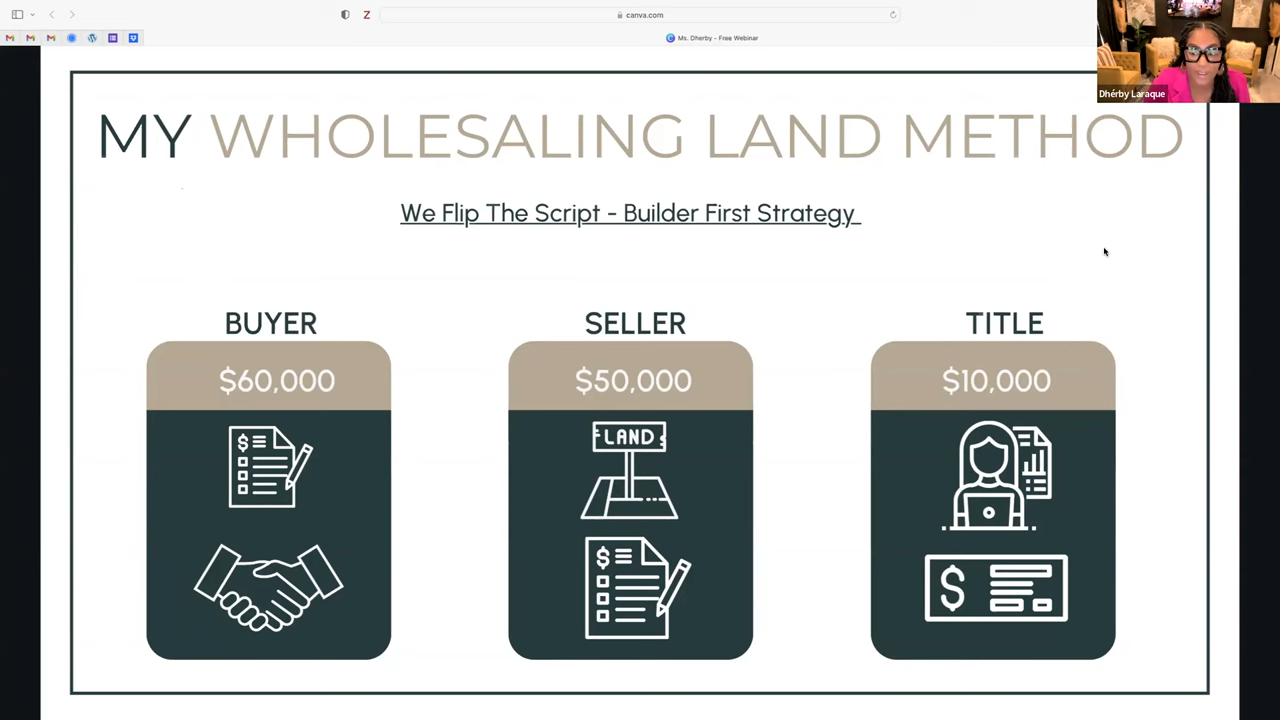 canva.com
Ms. Dherby - Free Webinar
Dhérby Laraque
MY WHOLESALING LAND METHOD
We Flip The Script - Builder First Strategy
BUYER
SELLER
TITLE
$60,000
$50,000
$10,000
$
LAND
$
$